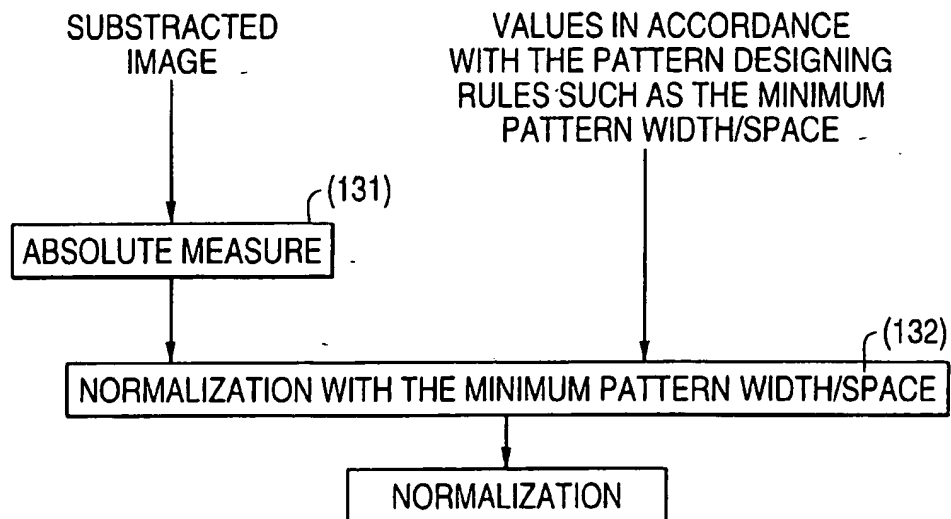 SUBSTRACTED
IMAGE
VALUES IN ACCORDANCE
WITH THE PATTERN DESIGNING
RULES SUCH AS THE MINIMUM
PATTERN WIDTH/SPACE
(131)
ABSOLUTE MEASURE
(132)
NORMALIZATION WITH THE MINIMUM PATTERN WIDTH/SPACE
NORMALIZATION